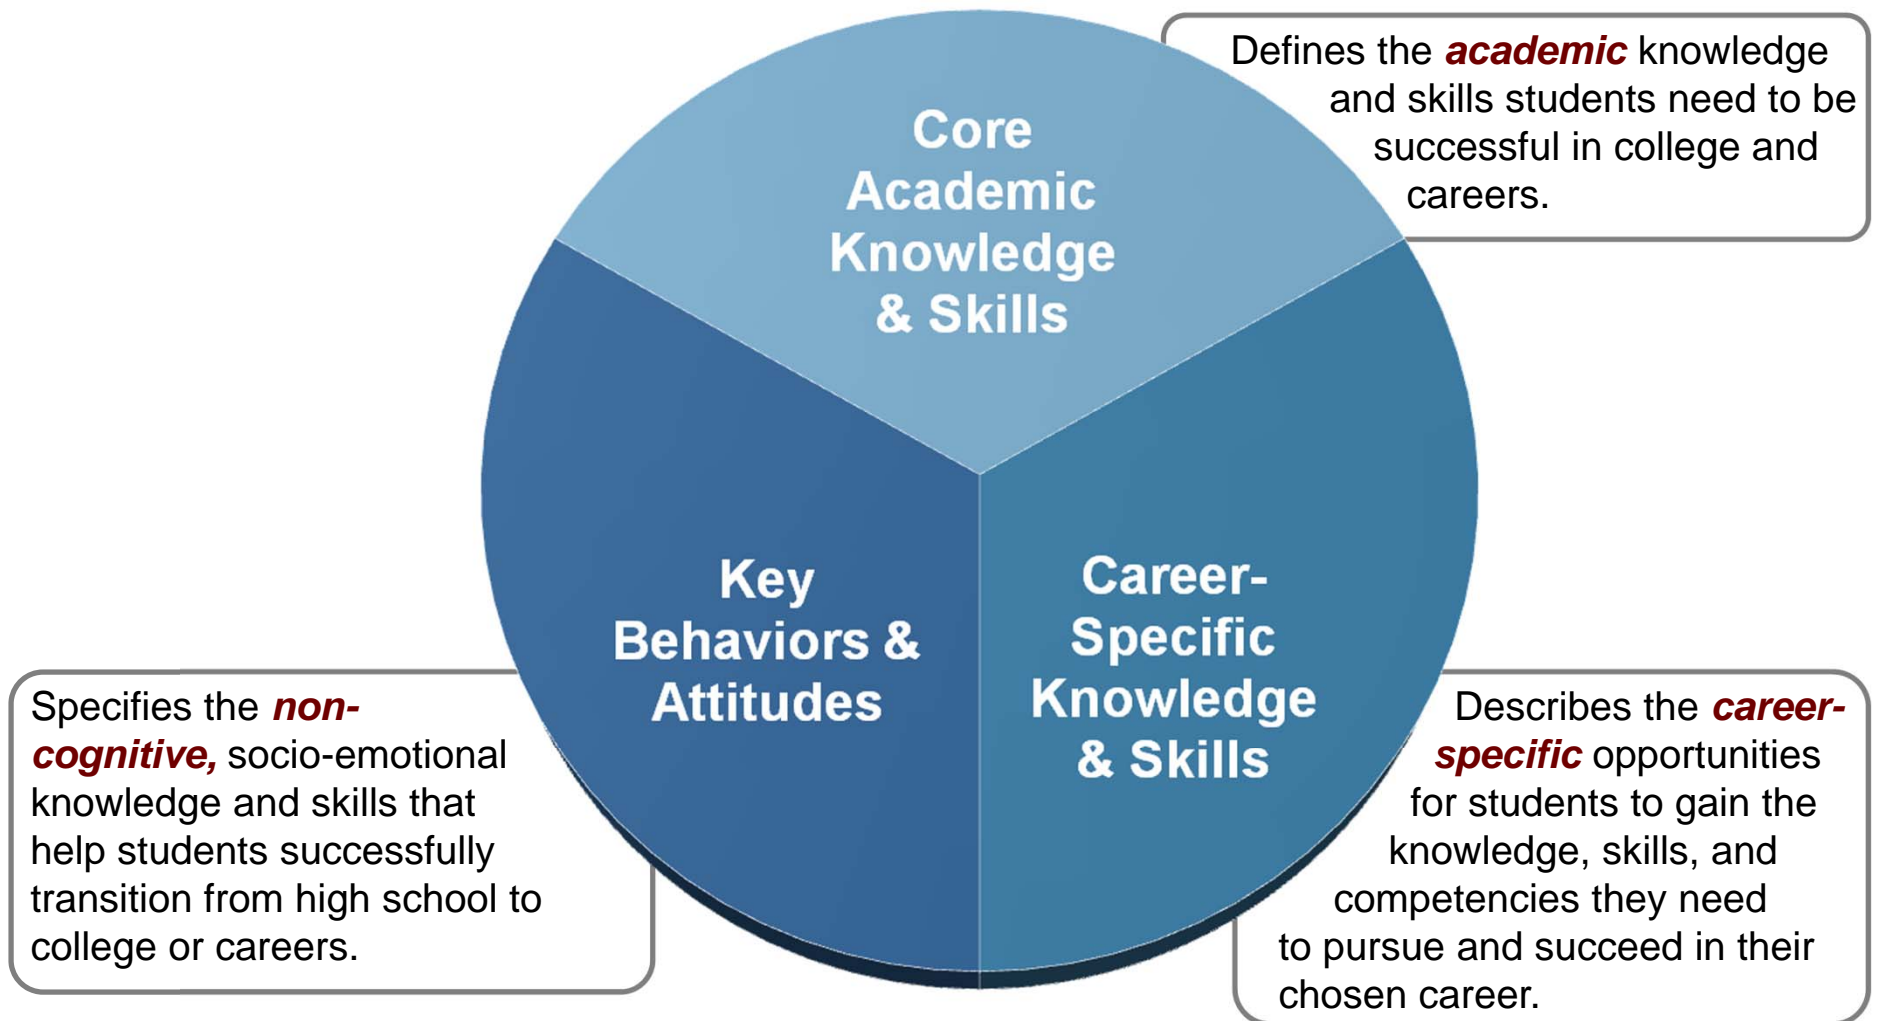 Defines the academic knowledge
and skills students need to be
successful in college and
careers.
Core
Academic
Knowledge
& Skills
Key
Behaviors &
Attitudes
Career-
Specific
Knowledge
& Skills
Specifies the non-
cognitive, socio-emotional
knowledge and skills that
help students successfully
transition from high school to
college or careers.
Describes the career-
specific opportunities
for students to gain the
knowledge, skills, and
competencies they need
to pursue and succeed in their
chosen career.